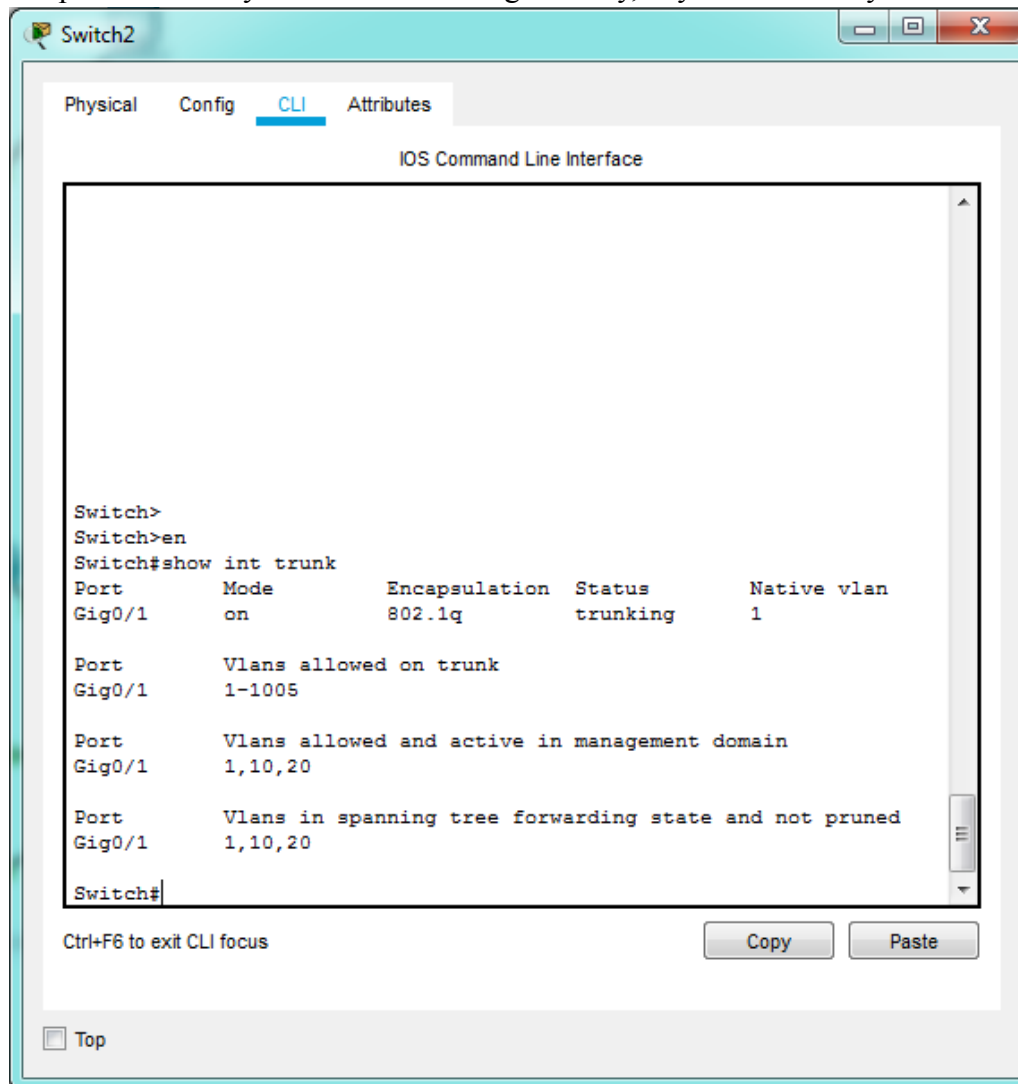 Switch2
Physical Config CLI Attributes
IOS Command Line Interface
Switch>
Switch>en
Switch#show int trunk
Port        Mode         Encapsulation  Status        Native vlan
Gig0/1      on           802.1q         trunking      1
Port        Vlans allowed on trunk
Gig0/1      1-1005
Port        Vlans allowed and active in management domain
Gig0/1      1,10,20
Port        Vlans in spanning tree forwarding state and not pruned
Gig0/1      1,10,20
Switch#
Ctrl+F6 to exit CLI focus
Copy Paste
Top